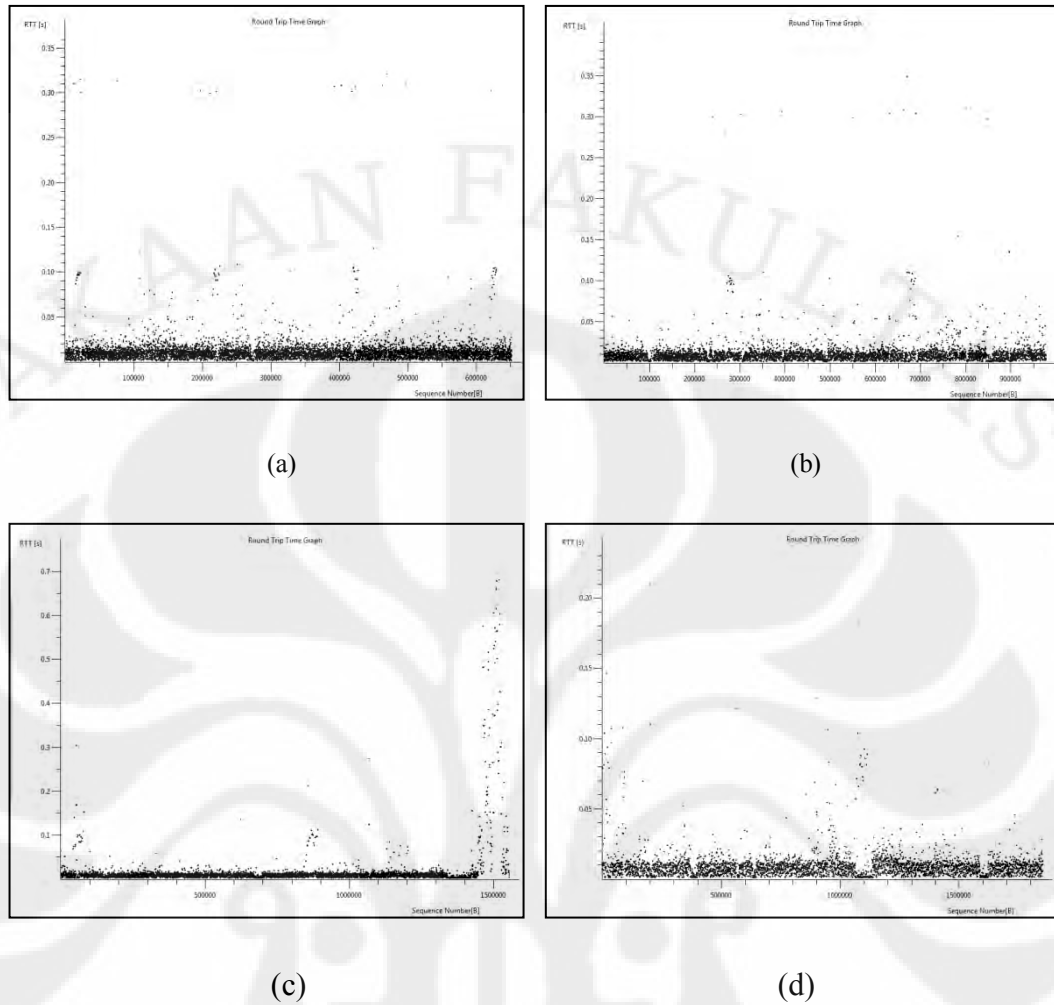 RTT [s]
Round Trip Time Graph
0.35
0.30
0.25
0.20
0.15
0.10
0.05
100000 200000 300000 400000 500000 600000
Sequence Number[B]
(a)
RTT [s]
Round Trip Time Graph
0.35
0.30
0.25
0.20
0.15
0.10
0.05
100000 200000 300000 400000 500000 600000 700000 800000 900000
Sequence Number[B]
(b)
RTT [s]
Round Trip Time Graph
0.7
0.6
0.5
0.4
0.3
0.2
0.1
500000 1000000 1500000
Sequence Number[B]
(c)
RTT [s]
Round Trip Time Graph
0.20
0.15
0.10
0.05
500000 1000000 1500000
Sequence Number[B]
(d)
AAN FAKULTAS